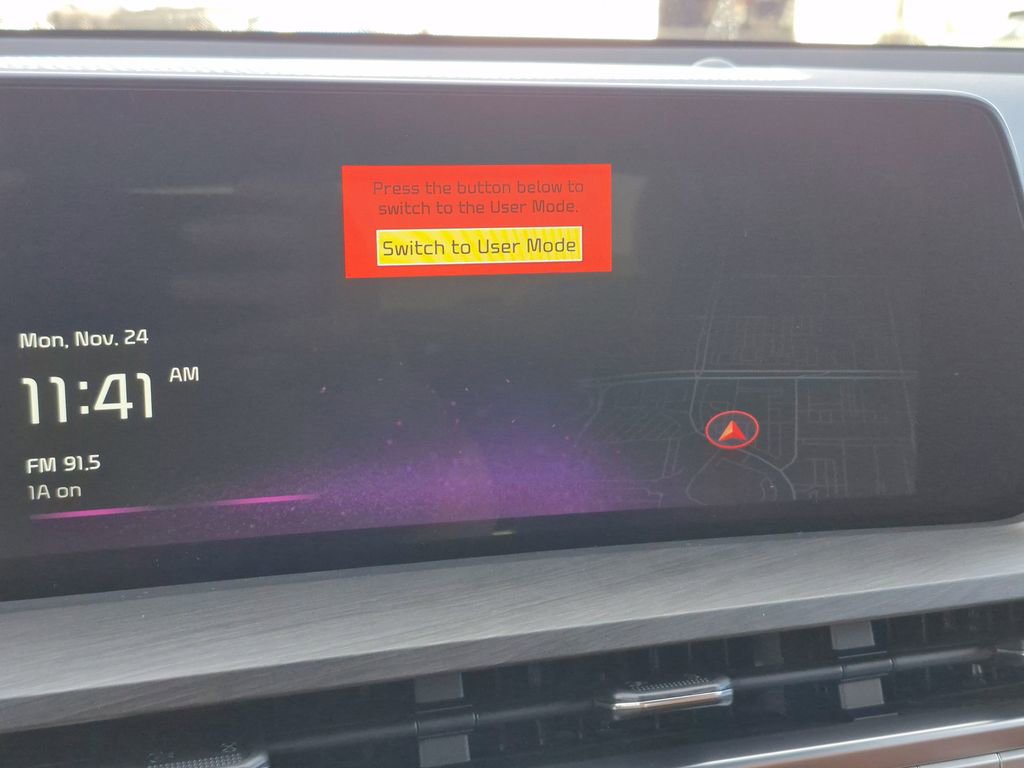 Press the button below to
switch to the User Mode.
Switch to User Mode
Mon, Nov. 24
11:41 AM
FM 91.5
1A on